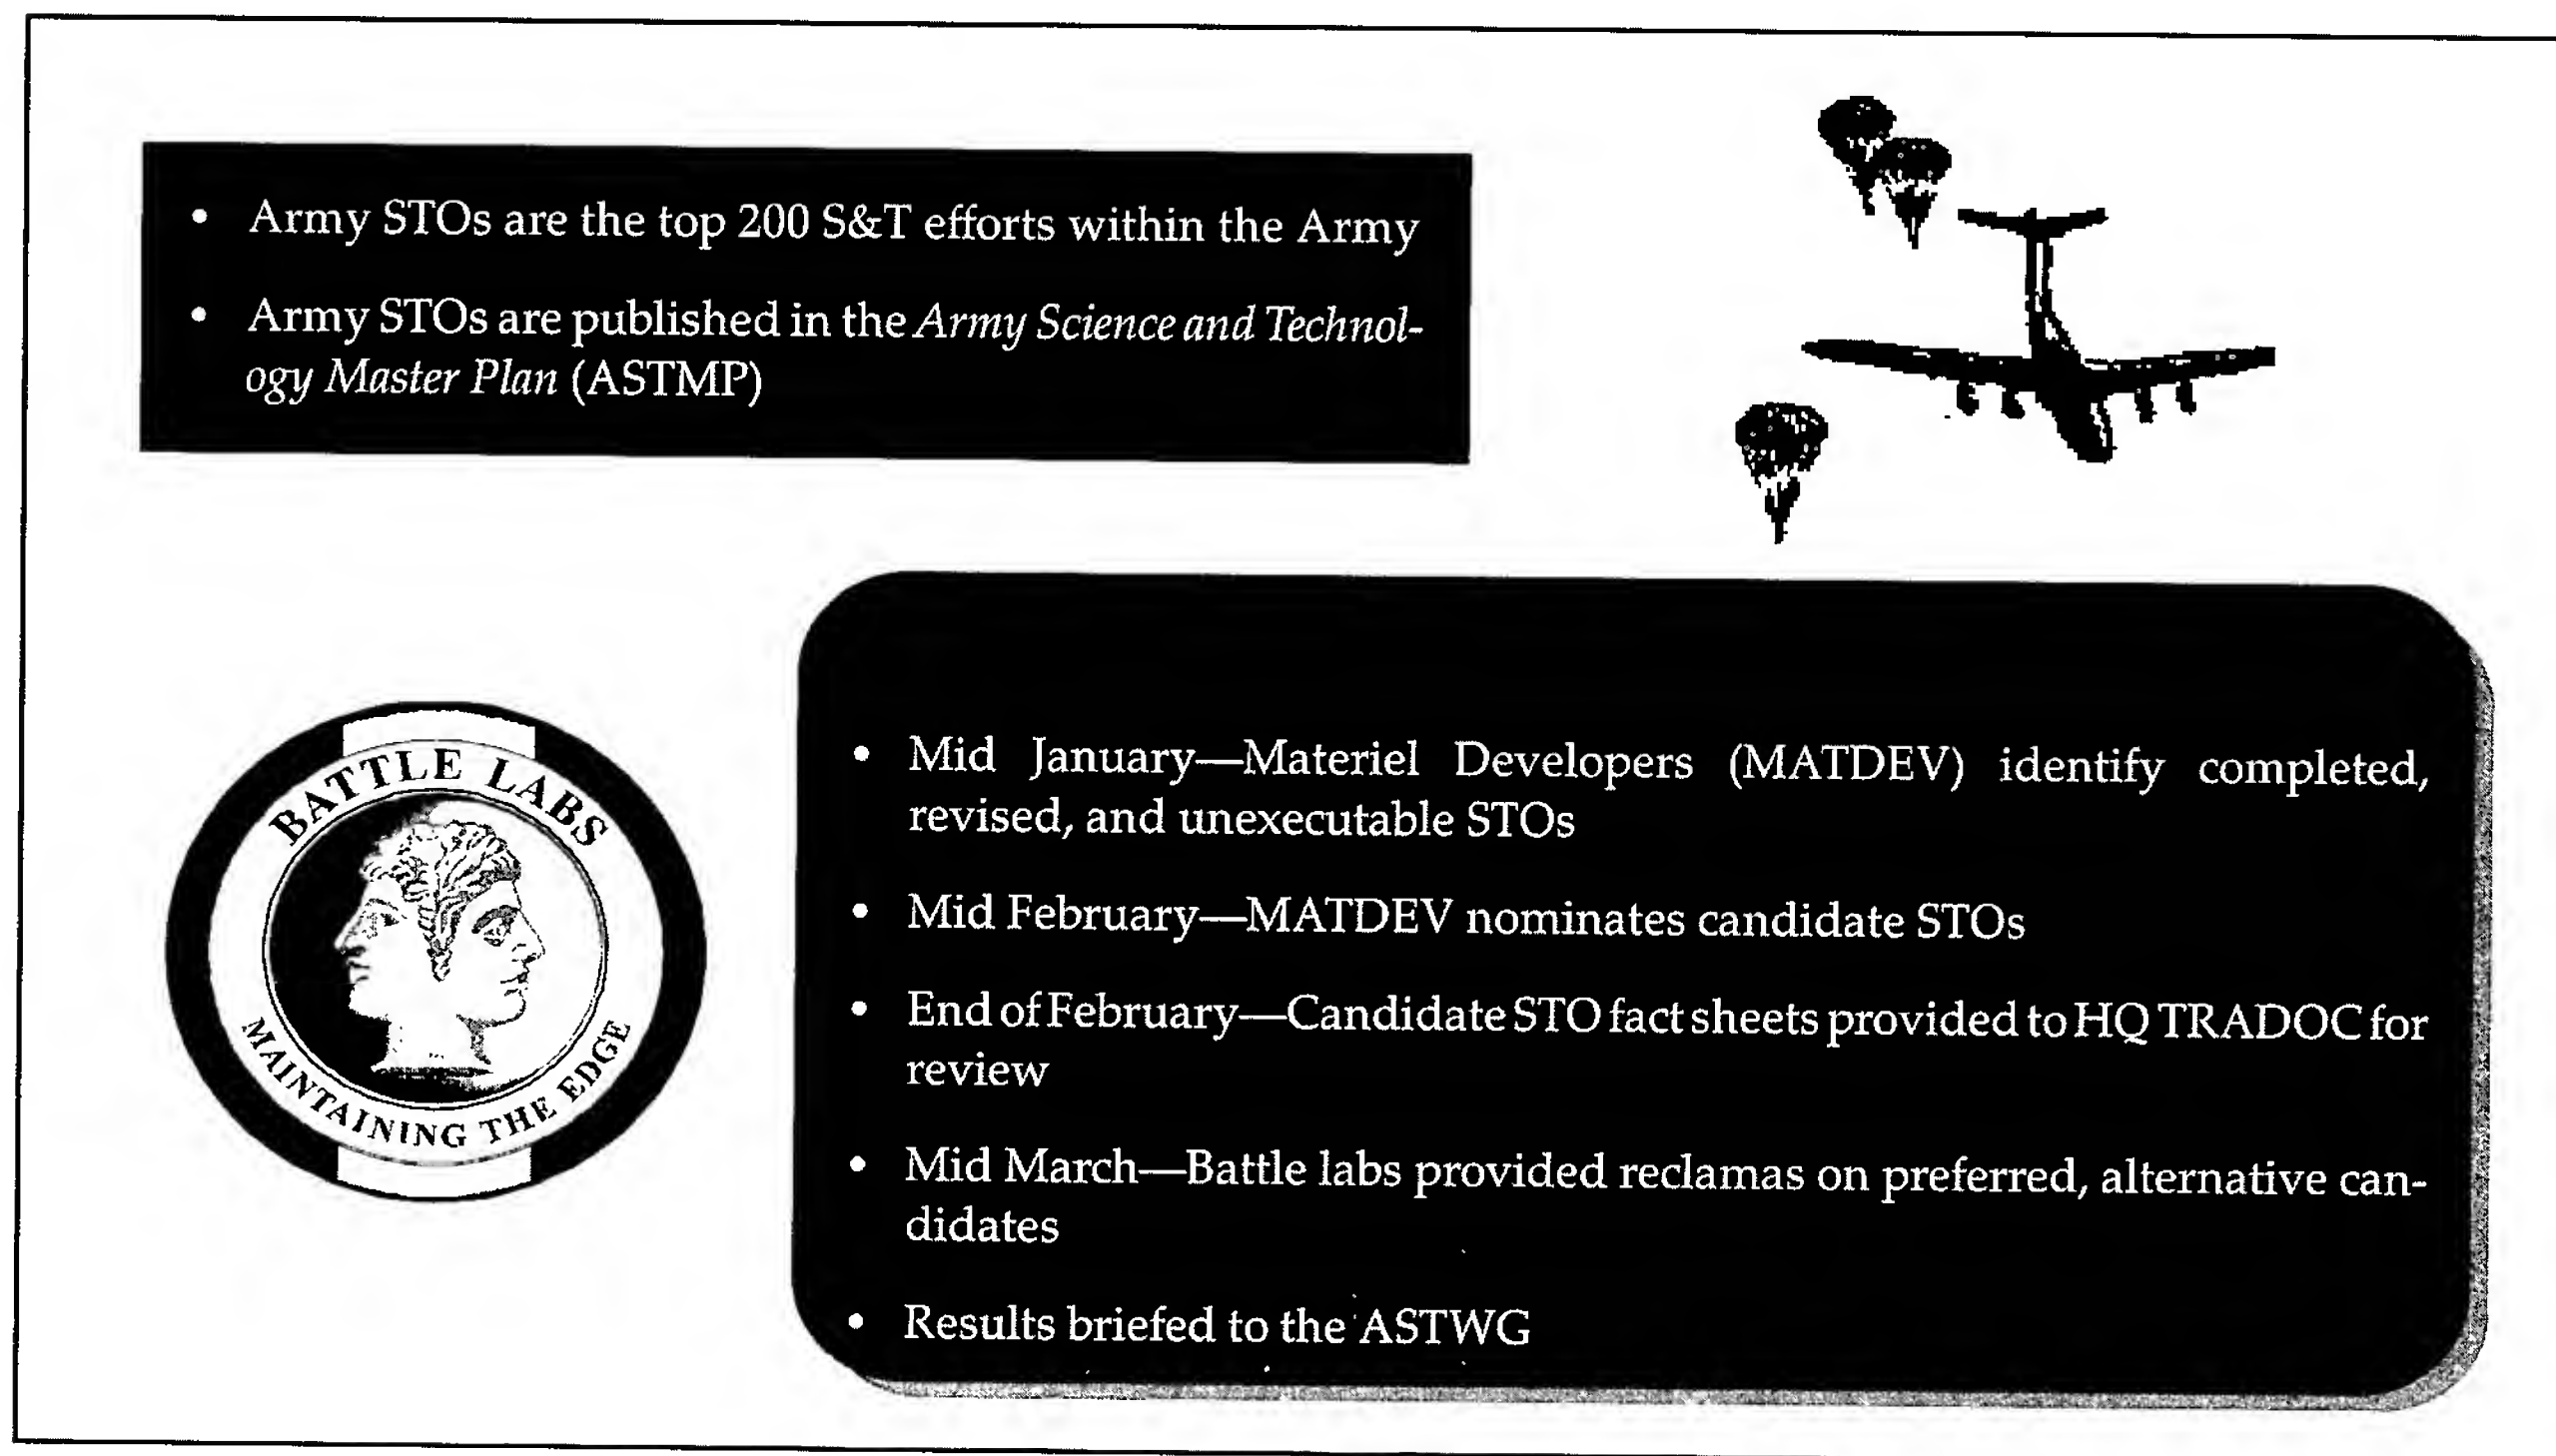 • Army STOs are the top 200 S&T efforts within the Army
• Army STOs are published in the Army Science and Technol-
ogy Master Plan (ASTMP)
BATTLE LABS
MAINTAINING THE EDGE
• Mid January—Materiel Developers (MATDEV) identify completed,
revised, and unexecutable STOs
• Mid February—MATDEV nominates candidate STOs
• End of February—Candidate STO fact sheets provided to HQ TRADOC for
review
• Mid March—Battle labs provided reclamas on preferred, alternative can-
didates
• Results briefed to the ASTWG